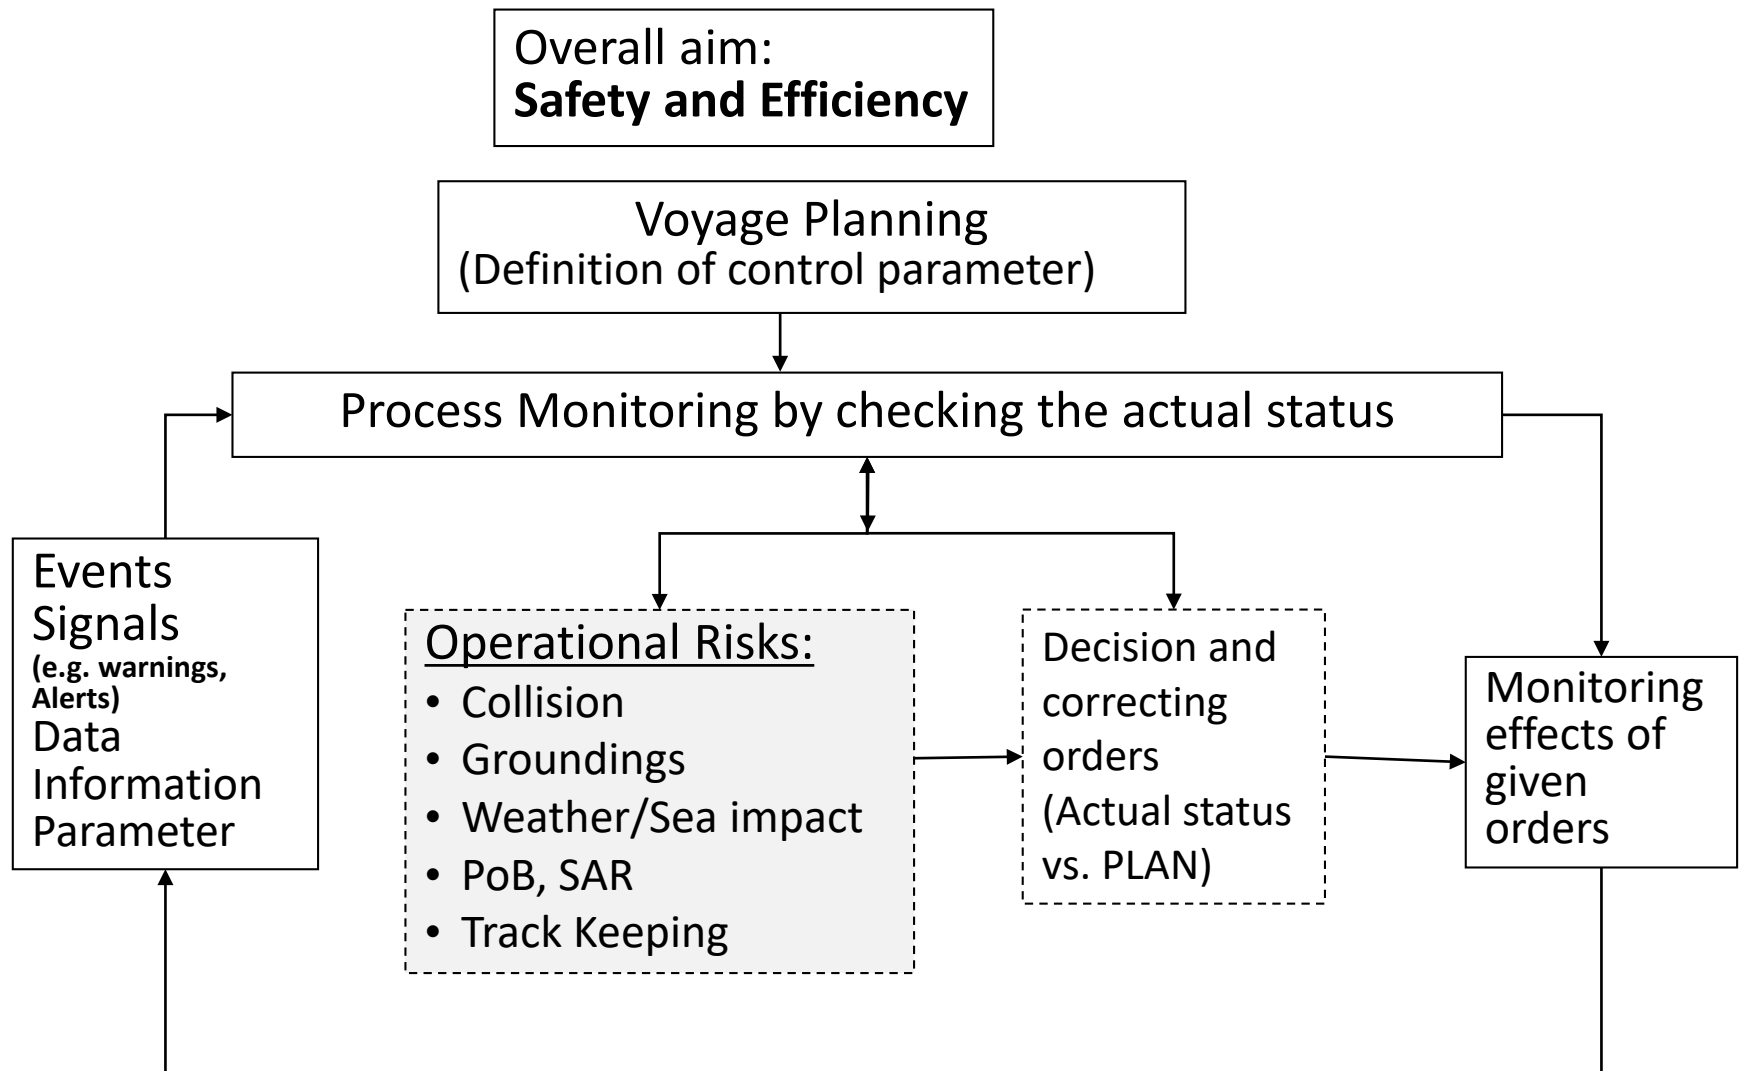 Overall aim:
Safety and Efficiency
Voyage Planning
(Definition of control parameter)
Process Monitoring by checking the actual status
Events
Signals
(e.g. warnings,
Alerts)
Data
Information
Parameter
Operational Risks:
• Collision
• Groundings
• Weather/Sea impact
• PoB, SAR
• Track Keeping
Decision and
correcting
orders
(Actual status
vs. PLAN)
Monitoring
effects of
given
orders